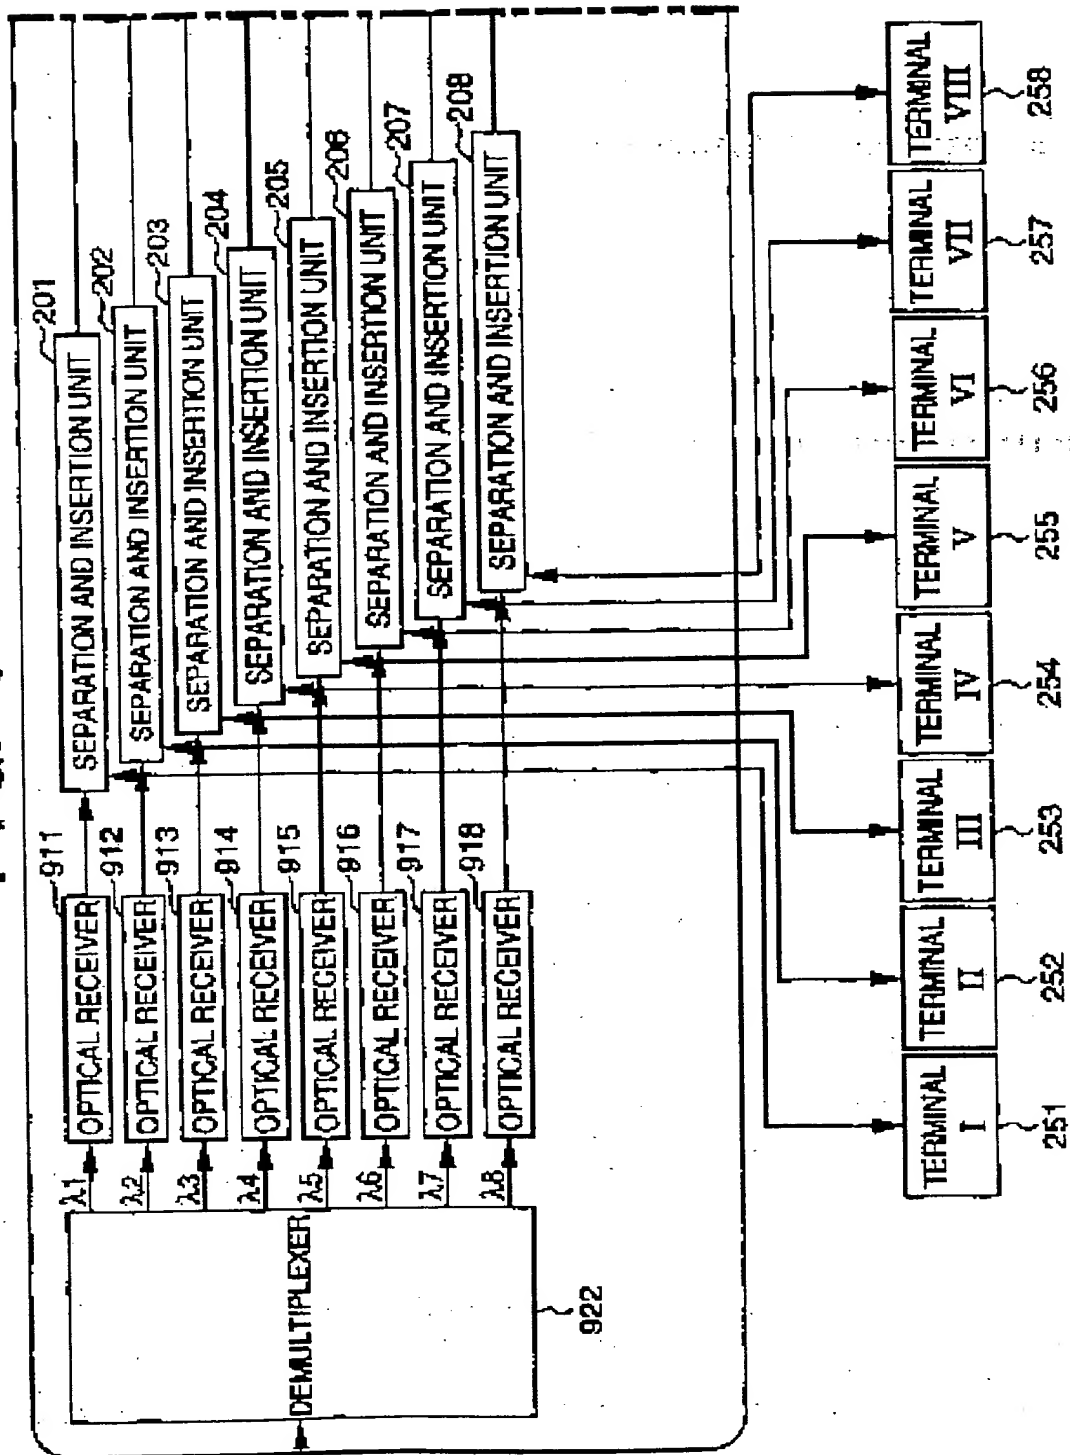 DEMULTIPLEXER
922
λ1
λ2
λ3
λ4
λ5
λ6
λ7
λ8
OPTICAL RECEIVER
911
OPTICAL RECEIVER
912
OPTICAL RECEIVER
913
OPTICAL RECEIVER
914
OPTICAL RECEIVER
915
OPTICAL RECEIVER
916
OPTICAL RECEIVER
917
OPTICAL RECEIVER
918
SEPARATION AND INSERTION UNIT
201
SEPARATION AND INSERTION UNIT
202
SEPARATION AND INSERTION UNIT
203
SEPARATION AND INSERTION UNIT
204
SEPARATION AND INSERTION UNIT
205
SEPARATION AND INSERTION UNIT
206
SEPARATION AND INSERTION UNIT
207
SEPARATION AND INSERTION UNIT
208
TERMINAL
I
251
TERMINAL
II
252
TERMINAL
III
253
TERMINAL
IV
254
TERMINAL
V
255
TERMINAL
VI
256
TERMINAL
VII
257
TERMINAL
VIII
258